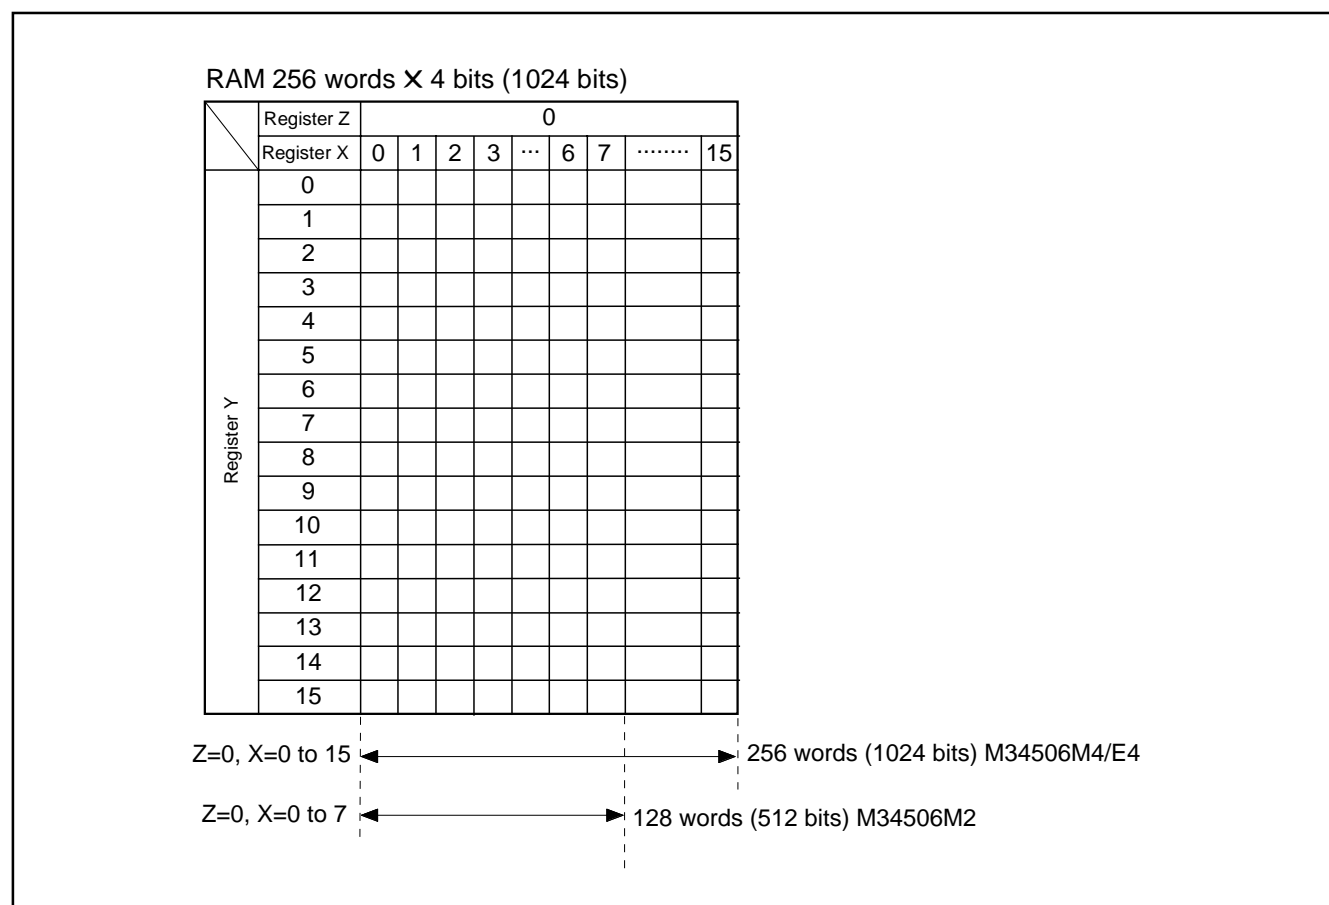 RAM 256 words X 4 bits (1024 bits)
Register Z 0
Register X 0 1 2 3 ... 6 7 ........ 15
Register Y
0
1
2
3
4
5
6
7
8
9
10
11
12
13
14
15
Z=0, X=0 to 15 256 words (1024 bits) M34506M4/E4
Z=0, X=0 to 7 128 words (512 bits) M34506M2